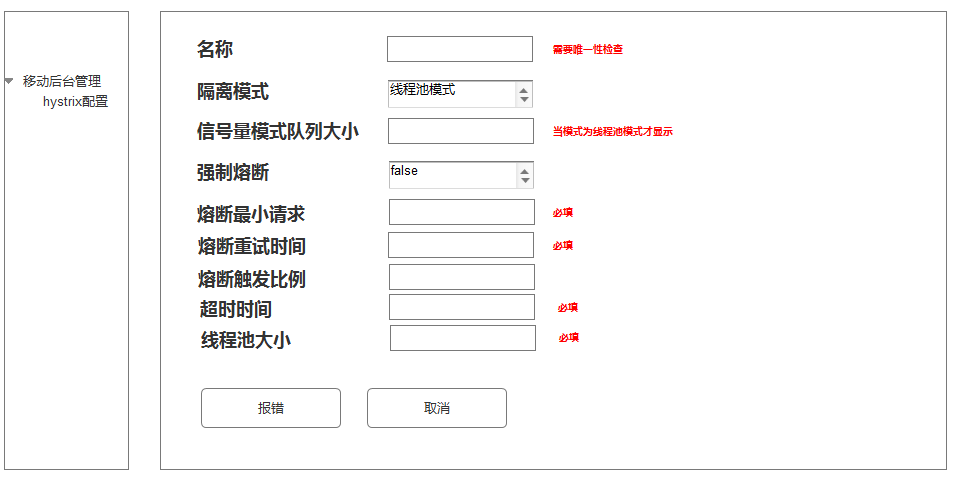 移动后台管理
hystrix配置
名称
需要唯一性检查
隔离模式
线程池模式
信号量模式队列大小
当模式为线程池模式才显示
强制熔断
false
熔断最小请求
必填
熔断重试时间
必填
熔断触发比例
超时时间
必填
线程池大小
必填
报错
取消